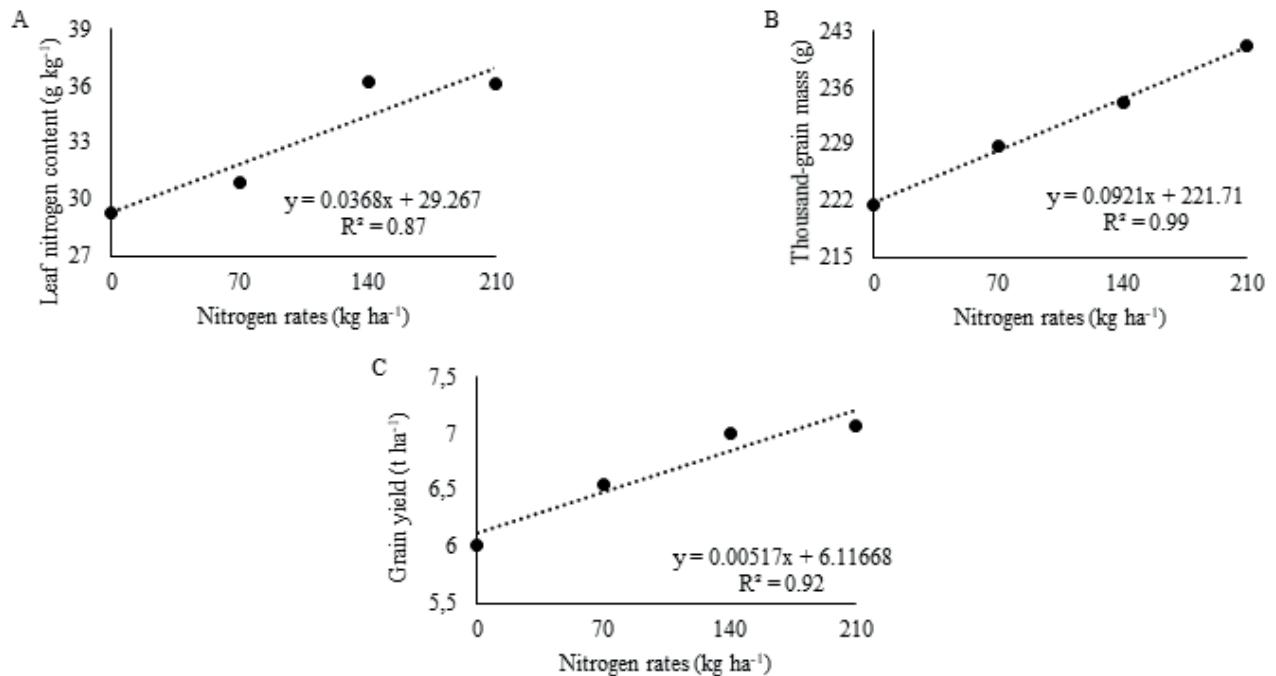 A
Leaf nitrogen content (g kg⁻¹)
39
36
33
30
27
y = 0.0368x + 29.267
R² = 0.87
0 70 140 210
Nitrogen rates (kg ha⁻¹)
B
Thousand-grain mass (g)
243
236
229
222
215
y = 0.0921x + 221.71
R² = 0.99
0 70 140 210
Nitrogen rates (kg ha⁻¹)
C
Grain yield (t ha⁻¹)
7,5
7
6,5
6
5,5
y = 0.00517x + 6.11668
R² = 0.92
0 70 140 210
Nitrogen rates (kg ha⁻¹)